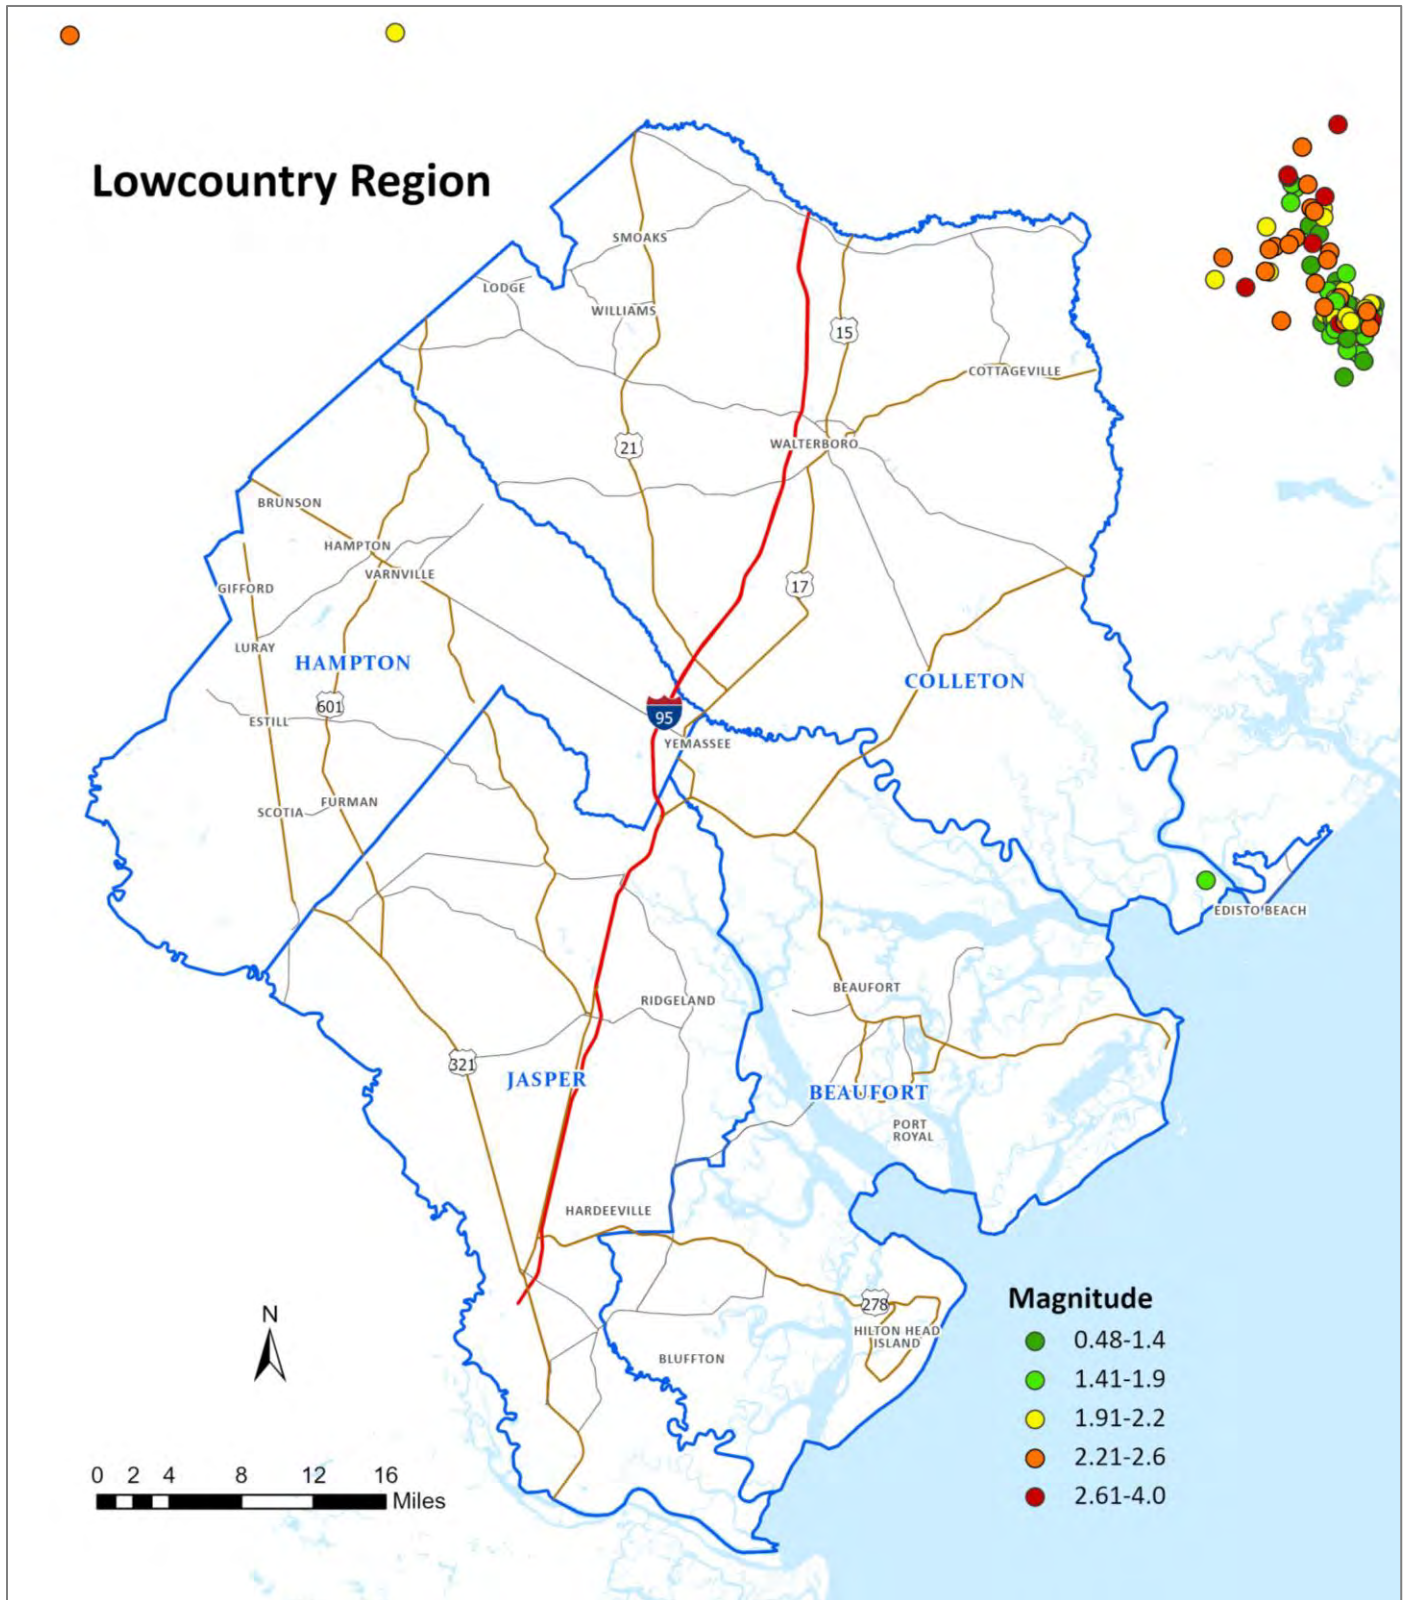 Lowcountry Region
SMOAKS
LODGE
WILLIAMS
15
COTTAGEVILLE
21
WALTERBORO
BRUNSON
HAMPTON
VARNVILLE
GIFFORD
17
LURAY
HAMPTON
COLLETON
601
95
ESTILL
YEMASSEE
SCOTIA
FURMAN
EDISTO BEACH
BEAUFORT
RIDGELAND
321
JASPER
BEAUFORT
PORT
ROYAL
HARDEEVILLE
278
HILTON HEAD
ISLAND
BLUFFTON
Magnitude
0.48-1.4
1.41-1.9
1.91-2.2
2.21-2.6
2.61-4.0
N
0 2 4 8 12 16
Miles